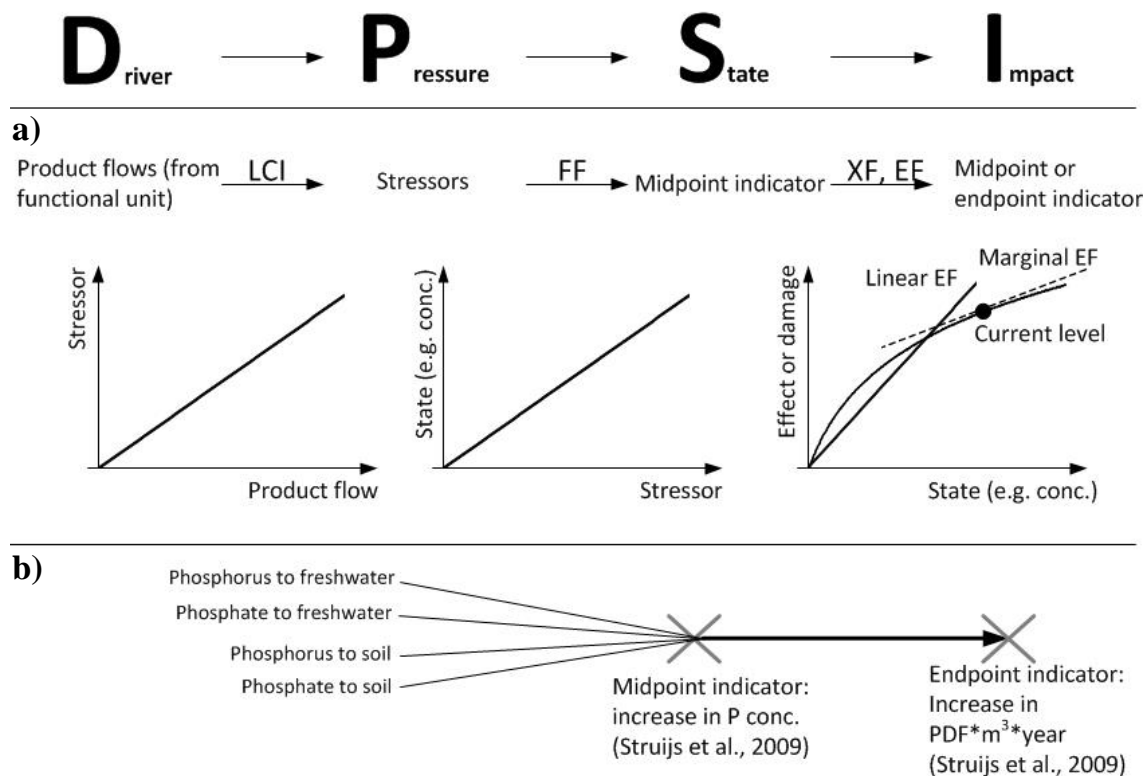 Driver Pressure State Impact
a)
Product flows (from
functional unit)
LCI
Stressors
FF
Midpoint indicator
XF, EF
Midpoint or
endpoint indicator
Stressor
Product flow
State (e.g. conc.)
Stressor
Effect or damage
Linear EF
Marginal EF
Current level
State (e.g. conc.)
b)
Phosphorus to freshwater
Phosphate to freshwater
Phosphorus to soil
Phosphate to soil
Midpoint indicator:
increase in P conc.
(Struijs et al., 2009)
Endpoint indicator:
Increase in
PDF*m³*year
(Struijs et al., 2009)